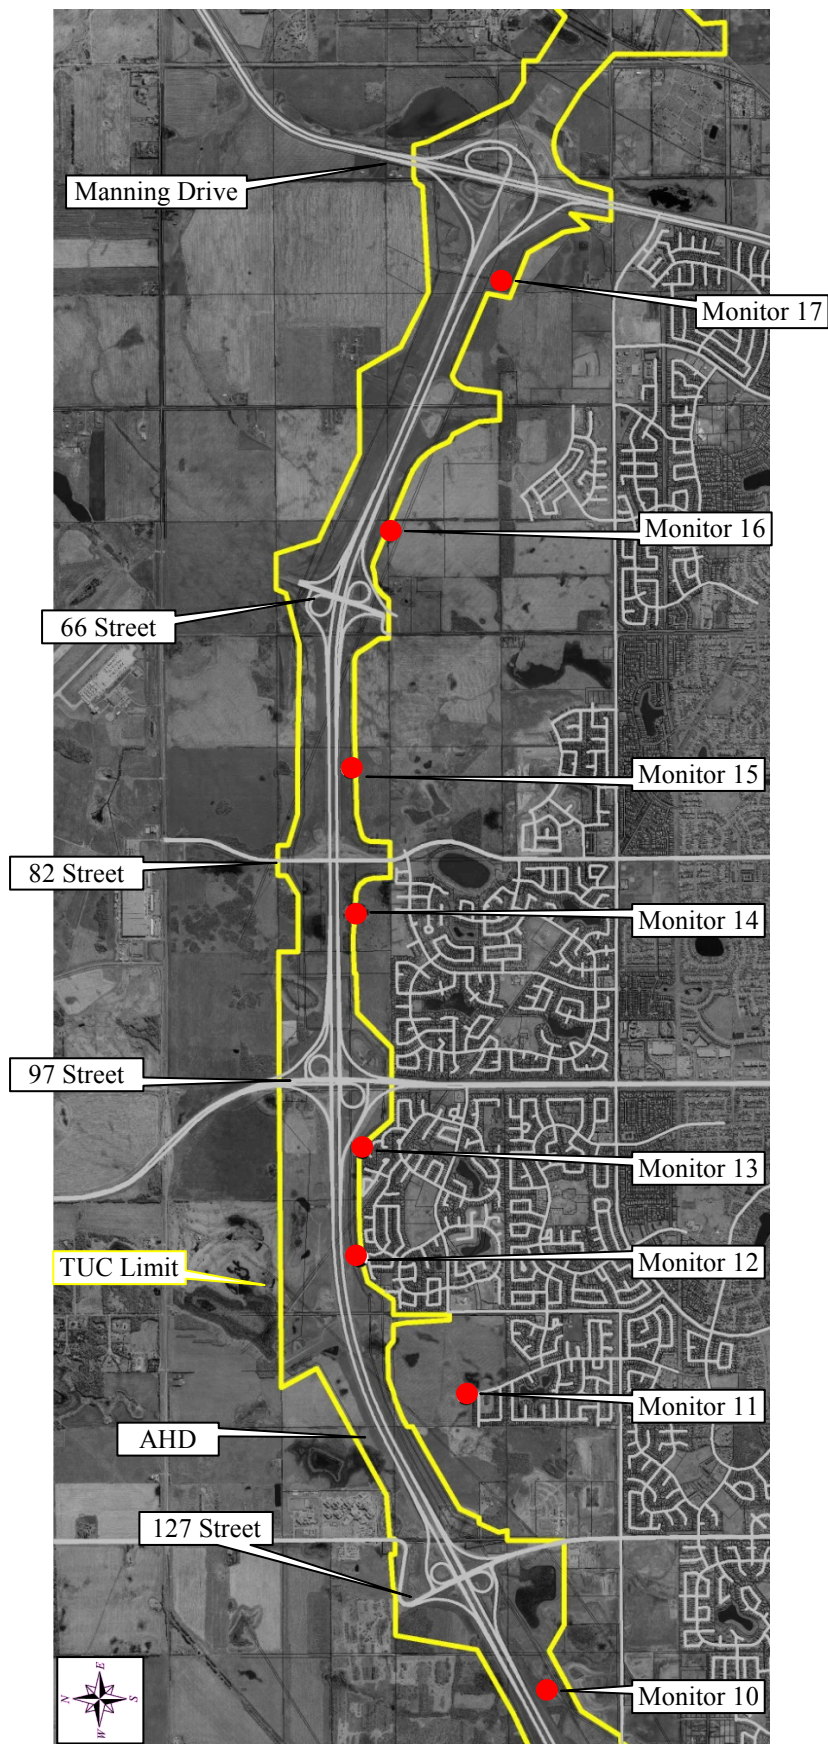 Manning Drive
Monitor 17
Monitor 16
66 Street
Monitor 15
82 Street
Monitor 14
97 Street
Monitor 13
Monitor 12
TUC Limit
Monitor 11
AHD
127 Street
Monitor 10
E
N
S
W